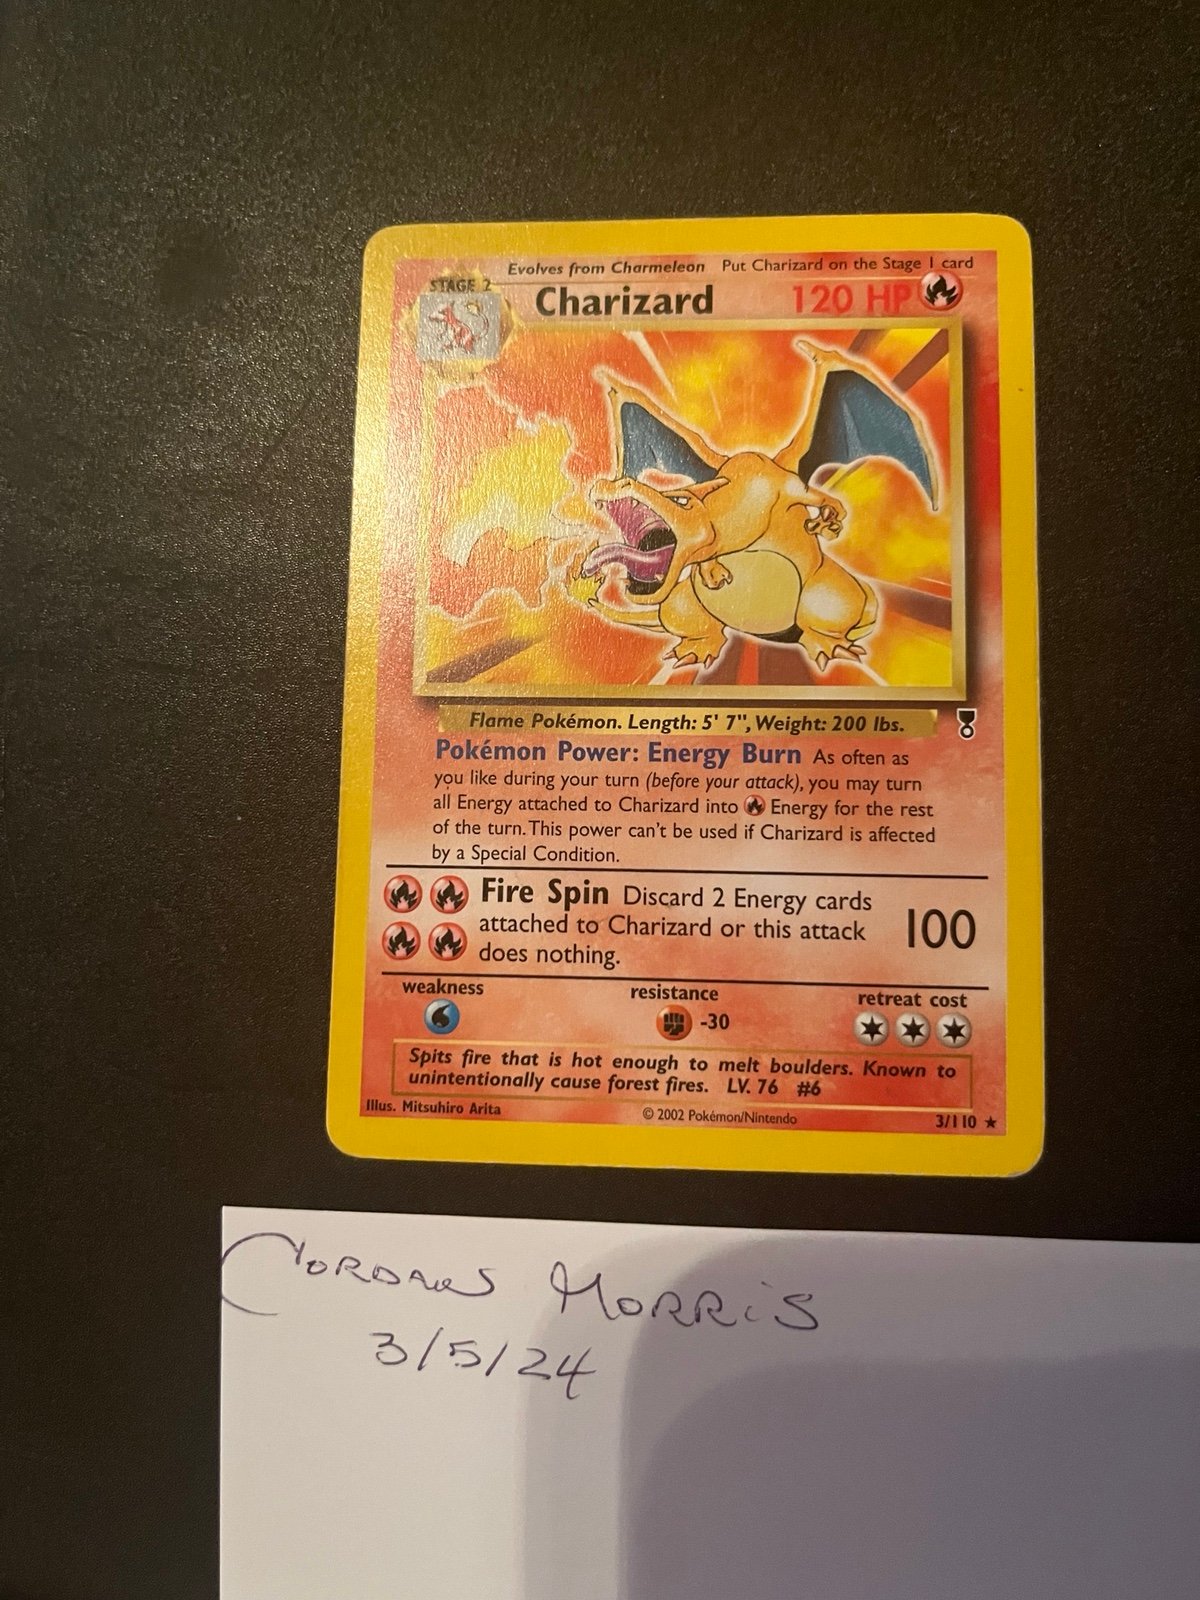 Evolves from Charmeleon Put Charizard on the Stage 1 card
STAGE 2
Charizard 120 HP
Flame Pokémon. Length: 5' 7", Weight: 200 lbs.
Pokémon Power: Energy Burn As often as
you like during your turn (before your attack), you may turn
all Energy attached to Charizard into Energy for the rest
of the turn. This power can't be used if Charizard is affected
by a Special Condition.
Fire Spin Discard 2 Energy cards
attached to Charizard or this attack 100
does nothing.
weakness resistance retreat cost
-30
Spits fire that is hot enough to melt boulders. Known to
unintentionally cause forest fires. LV. 76 #6
Illus. Mitsuhiro Arita © 2002 Pokémon/Nintendo 3/110
Morris
3/5/24